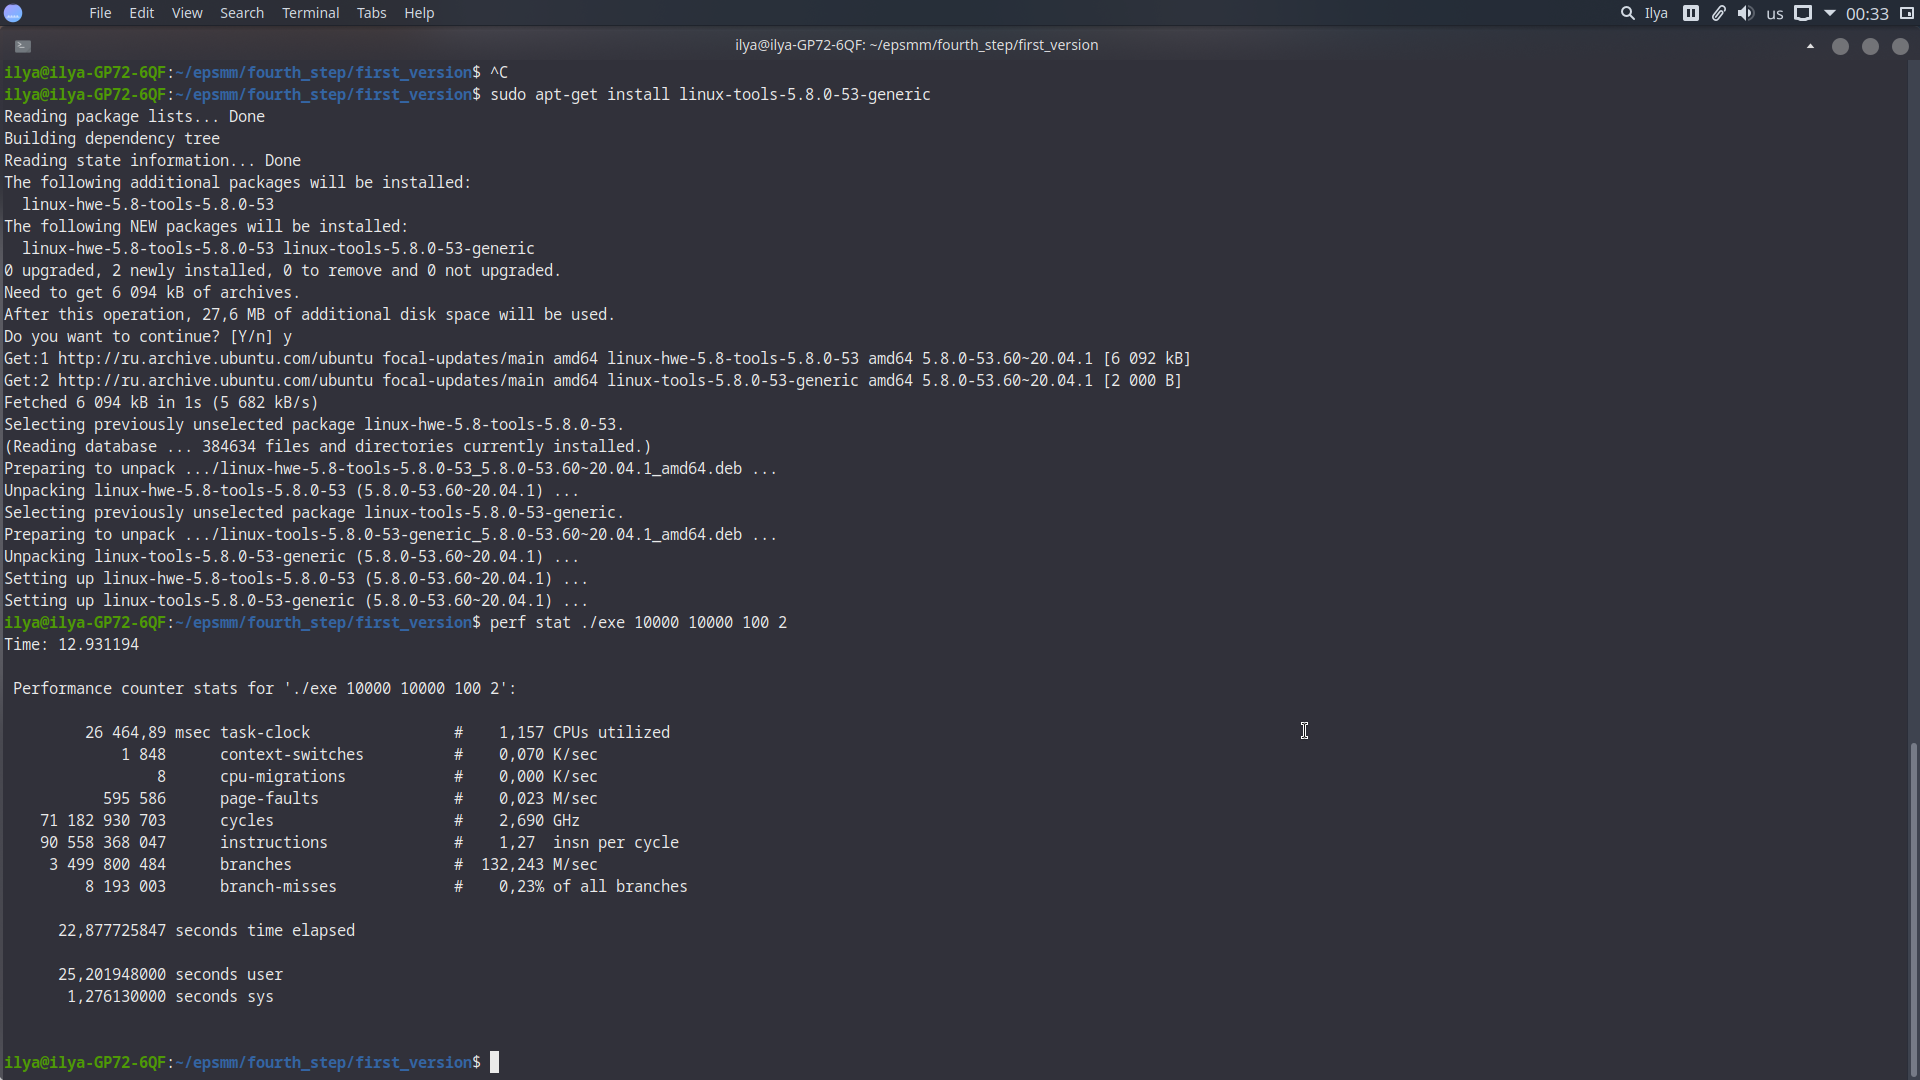 File Edit View Search Terminal Tabs Help Ilya us 00:33
ilya@ilya-GP72-6QF: ~/epsmm/fourth_step/first_version
ilya@ilya-GP72-6QF:~/epsmm/fourth_step/first_version$ ^C
ilya@ilya-GP72-6QF:~/epsmm/fourth_step/first_version$ sudo apt-get install linux-tools-5.8.0-53-generic
Reading package lists... Done
Building dependency tree
Reading state information... Done
The following additional packages will be installed:
  linux-hwe-5.8-tools-5.8.0-53
The following NEW packages will be installed:
  linux-hwe-5.8-tools-5.8.0-53 linux-tools-5.8.0-53-generic
0 upgraded, 2 newly installed, 0 to remove and 0 not upgraded.
Need to get 6 094 kB of archives.
After this operation, 27,6 MB of additional disk space will be used.
Do you want to continue? [Y/n] y
Get:1 http://ru.archive.ubuntu.com/ubuntu focal-updates/main amd64 linux-hwe-5.8-tools-5.8.0-53 amd64 5.8.0-53.60~20.04.1 [6 092 kB]
Get:2 http://ru.archive.ubuntu.com/ubuntu focal-updates/main amd64 linux-tools-5.8.0-53-generic amd64 5.8.0-53.60~20.04.1 [2 000 B]
Fetched 6 094 kB in 1s (5 682 kB/s)
Selecting previously unselected package linux-hwe-5.8-tools-5.8.0-53.
(Reading database ... 384634 files and directories currently installed.)
Preparing to unpack .../linux-hwe-5.8-tools-5.8.0-53_5.8.0-53.60~20.04.1_amd64.deb ...
Unpacking linux-hwe-5.8-tools-5.8.0-53 (5.8.0-53.60~20.04.1) ...
Selecting previously unselected package linux-tools-5.8.0-53-generic.
Preparing to unpack .../linux-tools-5.8.0-53-generic_5.8.0-53.60~20.04.1_amd64.deb ...
Unpacking linux-tools-5.8.0-53-generic (5.8.0-53.60~20.04.1) ...
Setting up linux-hwe-5.8-tools-5.8.0-53 (5.8.0-53.60~20.04.1) ...
Setting up linux-tools-5.8.0-53-generic (5.8.0-53.60~20.04.1) ...
ilya@ilya-GP72-6QF:~/epsmm/fourth_step/first_version$ perf stat ./exe 10000 10000 100 2
Time: 12.931194
 Performance counter stats for './exe 10000 10000 100 2':
         26 464,89 msec task-clock                #    1,157 CPUs utilized
             1 848      context-switches          #    0,070 K/sec
                 8      cpu-migrations            #    0,000 K/sec
           595 586      page-faults               #    0,023 M/sec
    71 182 930 703      cycles                    #    2,690 GHz
    90 558 368 047      instructions              #    1,27  insn per cycle
     3 499 800 484      branches                  #  132,243 M/sec
         8 193 003      branch-misses             #    0,23% of all branches
      22,877725847 seconds time elapsed
      25,201948000 seconds user
       1,276130000 seconds sys
ilya@ilya-GP72-6QF:~/epsmm/fourth_step/first_version$